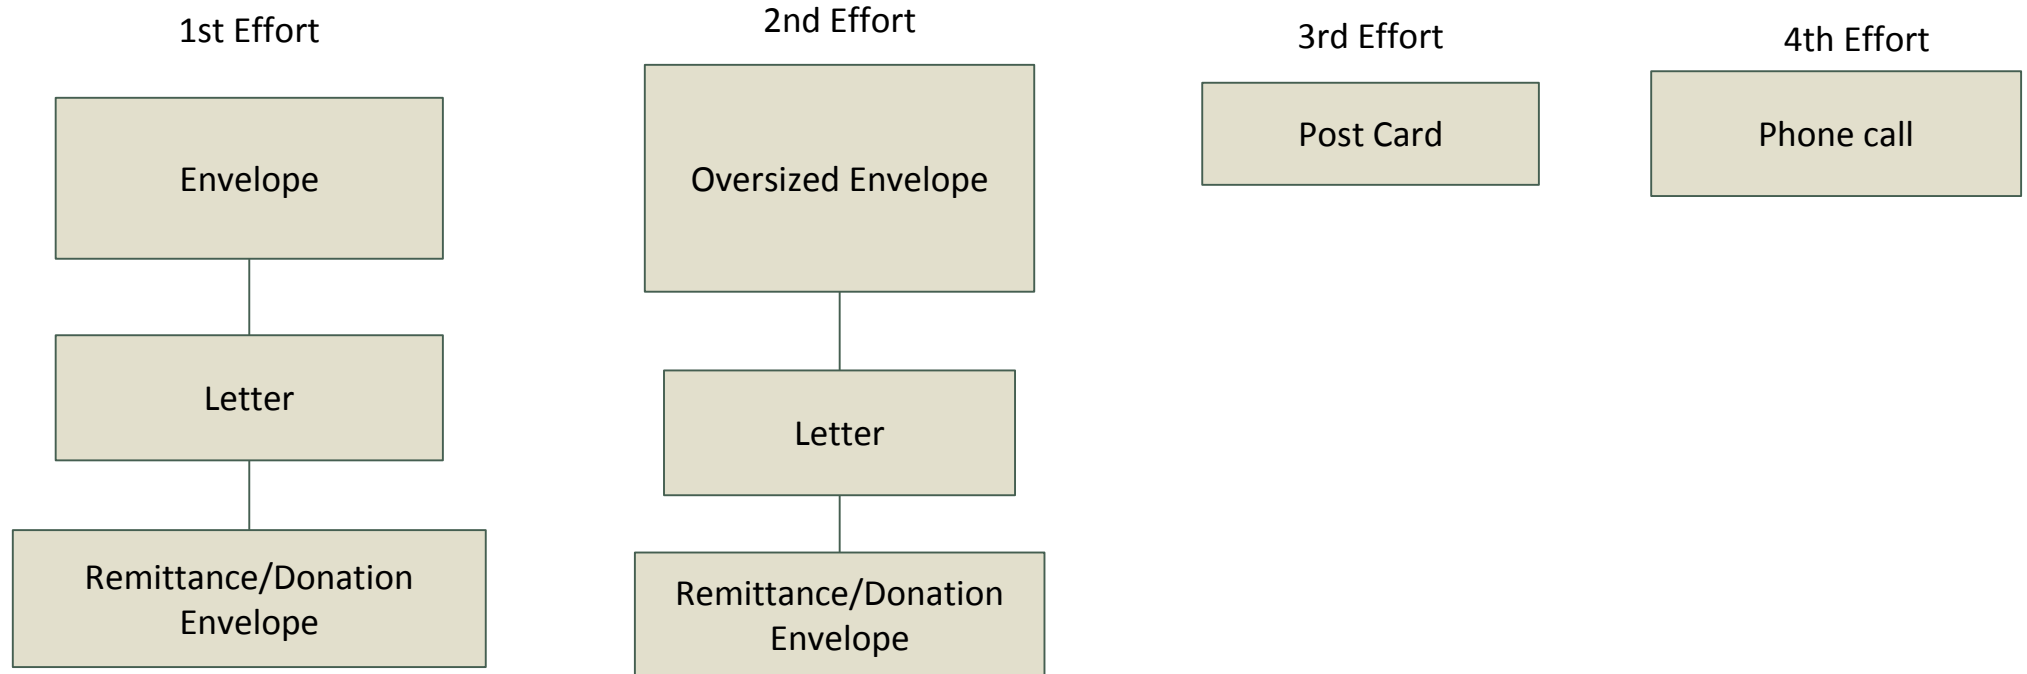 1st Effort
Envelope
Letter
Remittance/Donation
Envelope
2nd Effort
Oversized Envelope
Letter
Remittance/Donation
Envelope
3rd Effort
Post Card
4th Effort
Phone call